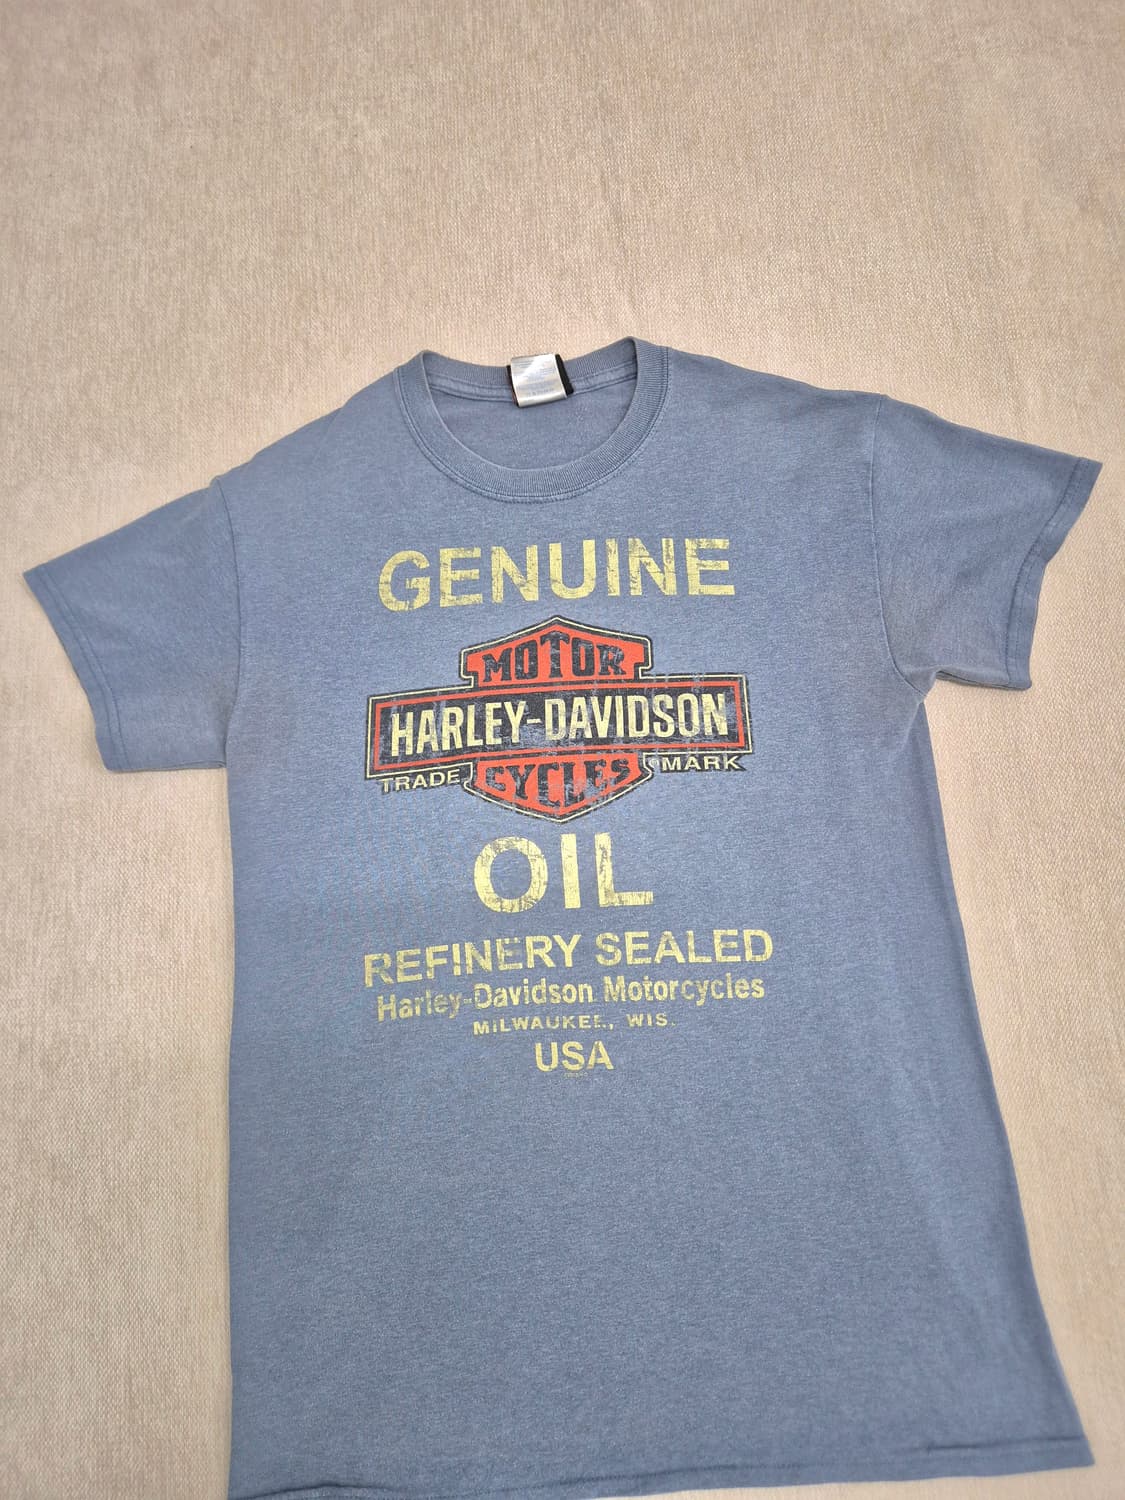 GENUINE
MOTOR
HARLEY-DAVIDSON
TRADE CYCLES MARK
OIL
REFINERY SEALED
Harley-Davidson Motorcycles
MILWAUKEE, WIS.
USA